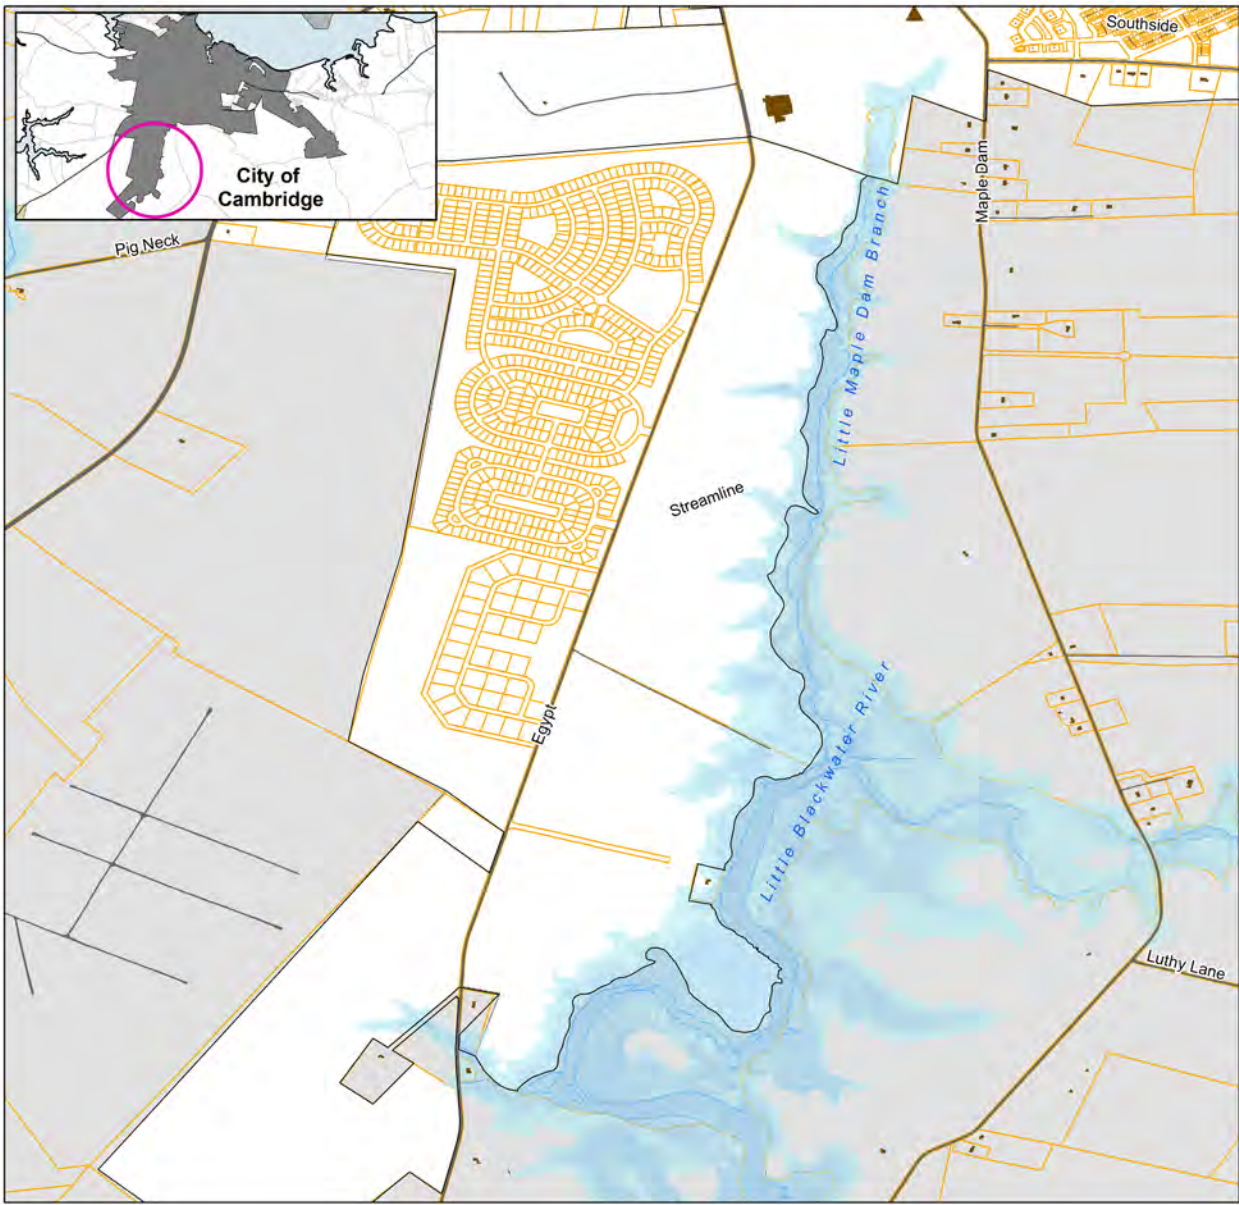 Southside
City of
Cambridge
Maple Dam
Pig Neck
Little Maple Dam Branch
Streamline
Egypt
Little Blackwater River
Luthy Lane